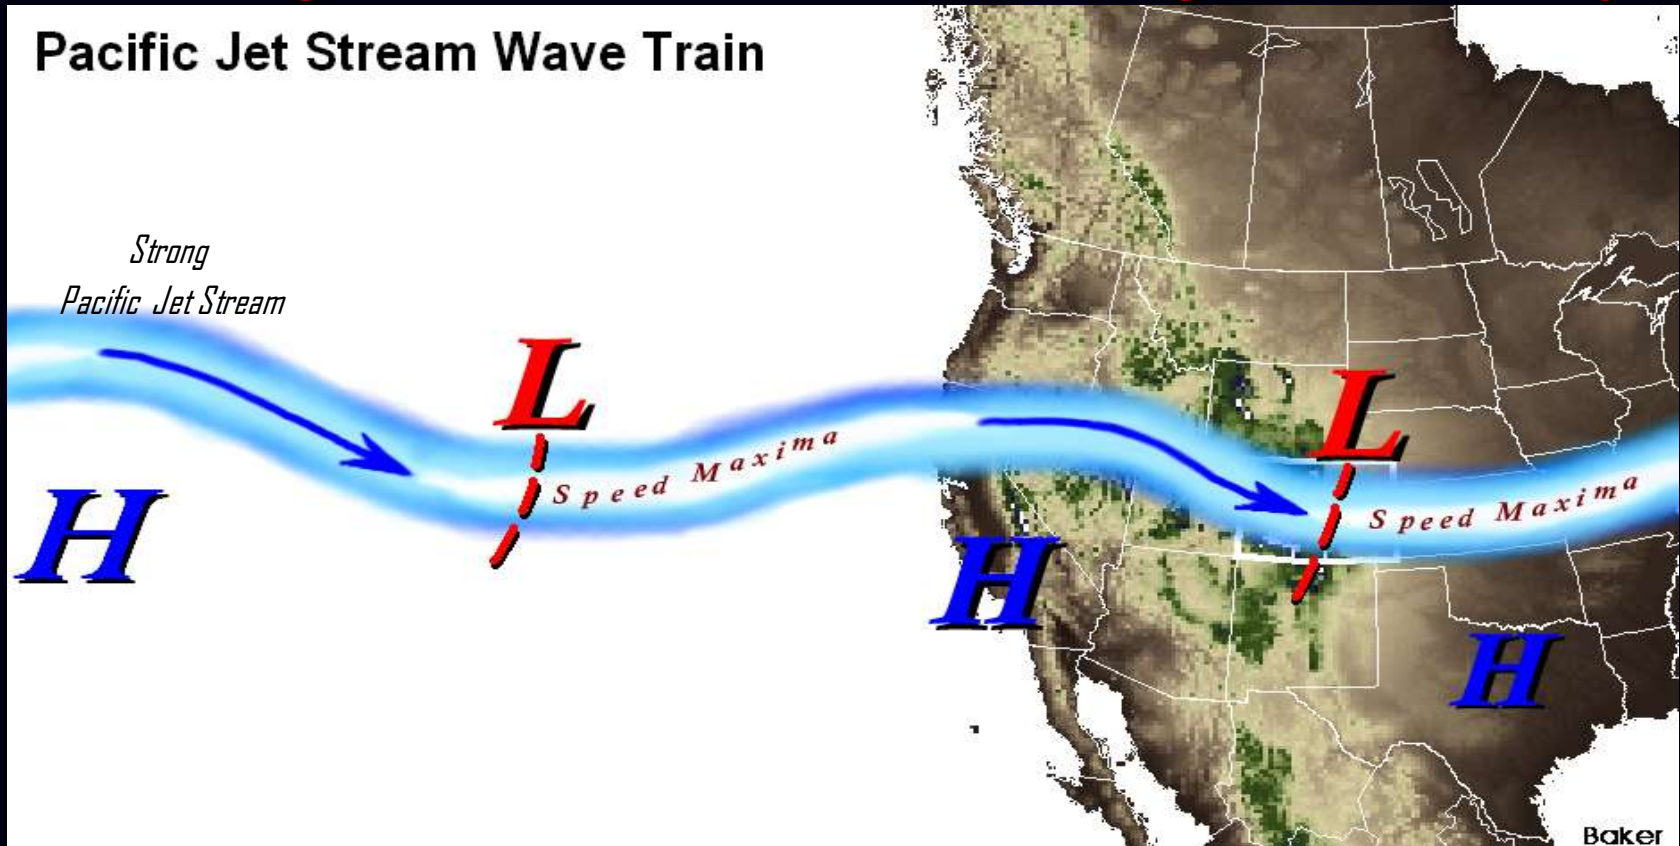 Pacific Jet Stream Wave Train
Strong
Pacific Jet Stream
L
L
Speed Maxima
Speed Maxima
H
H
H
Baker